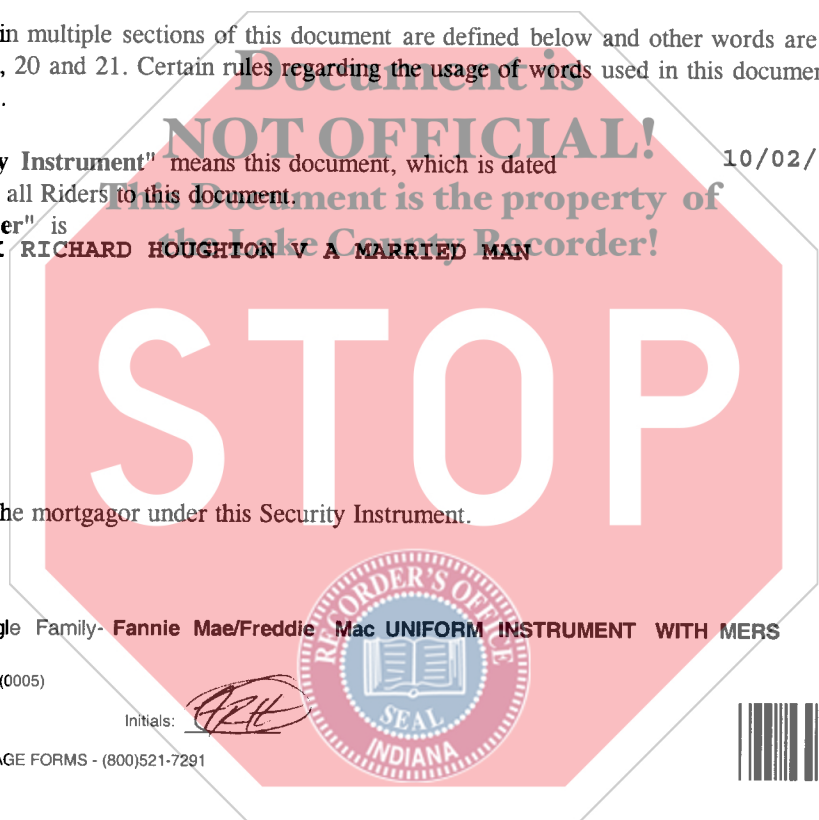 in multiple sections of this document are defined below and other words are
, 20 and 21. Certain rules regarding the usage of words used in this documen
.
Document is
NOT OFFICIAL!
This Document is the property of
the Lake County Recorder!
y Instrument" means this document, which is dated 10/02/
all Riders to this document.
er" is
RICHARD HOUGHTON V A MARRIED MAN
STOP
he mortgagor under this Security Instrument.
gle Family- Fannie Mae/Freddie Mac UNIFORM INSTRUMENT WITH MERS
(0005)
Initials: ARH
AGE FORMS - (800)521-7291
RECORDER'S OFFICE
SEAL
INDIANA